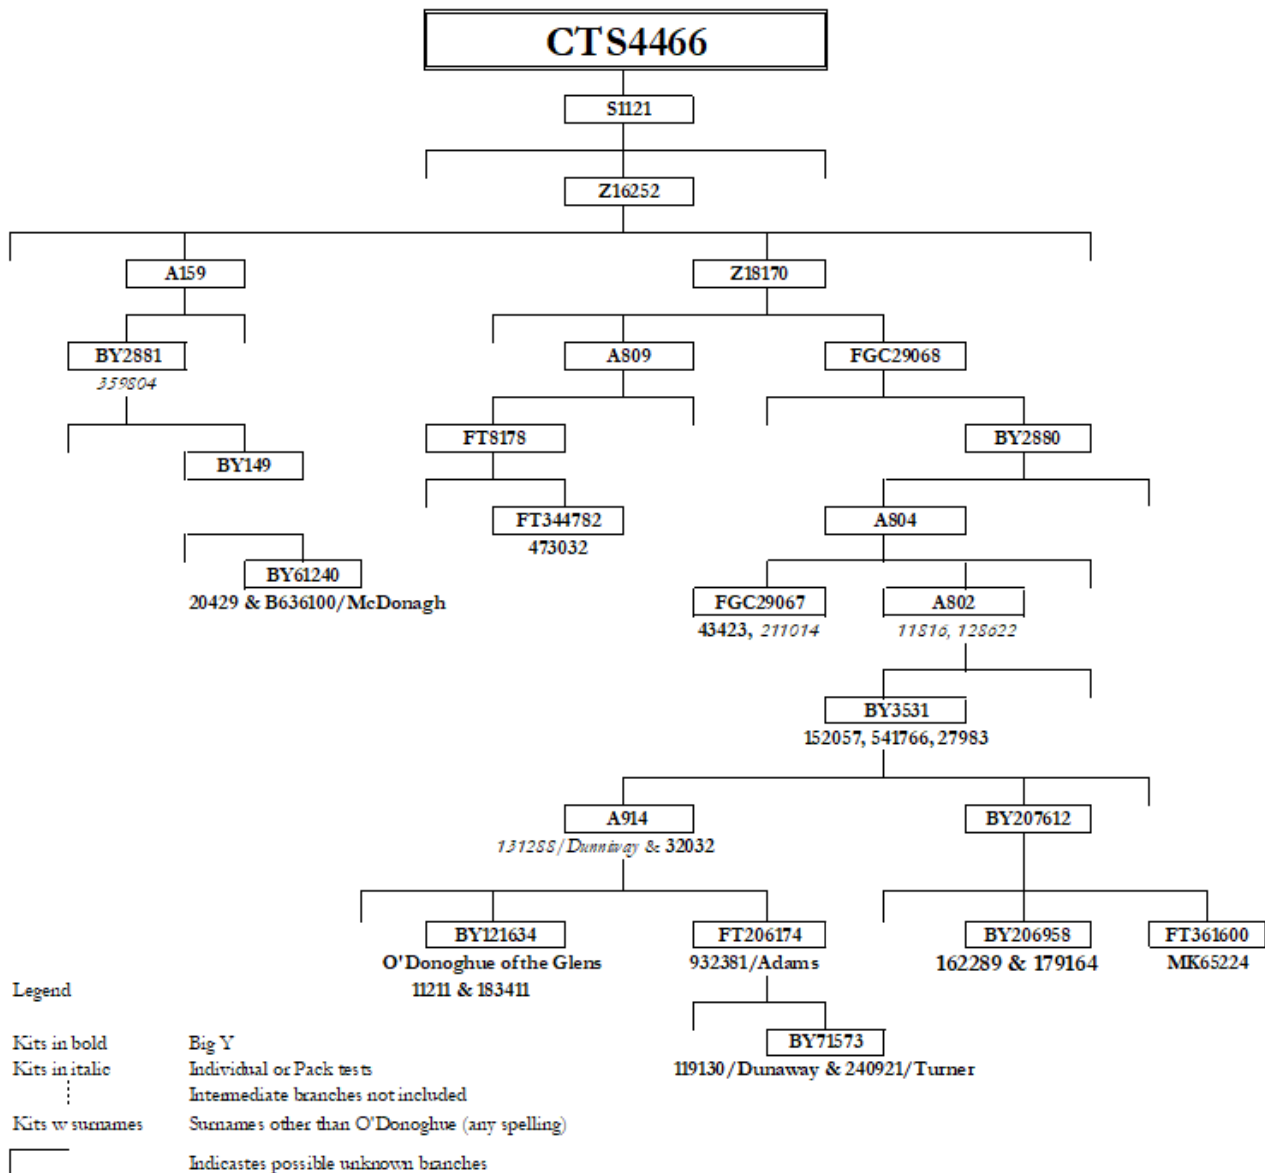 CTS4466
S1121
Z16252
A159 Z18170
BY2881 A809 FGC29068
359804
FT8178 BY2880
BY149
FT344782 A804
473032
BY61240 FGC29067 A802
20429 & B636100/McDonagh 43423, 211014 11816, 128622
BY3531
152057, 541766, 27983
A914 BY207612
131288/Dunniway & 32032
BY121634 FT206174 BY206958 FT361600
O'Donoghue of the Glens 932381/Adams 162289 & 179164 MK65224
11211 & 183411
Legend
Kits in bold Big Y
BY71573
Kits in italic Individual or Pack tests
119130/Dunaway & 240921/Turner
Intermediate branches not included
Kits w surnames Surnames other than O'Donoghue (any spelling)
Indicastes possible unknown branches